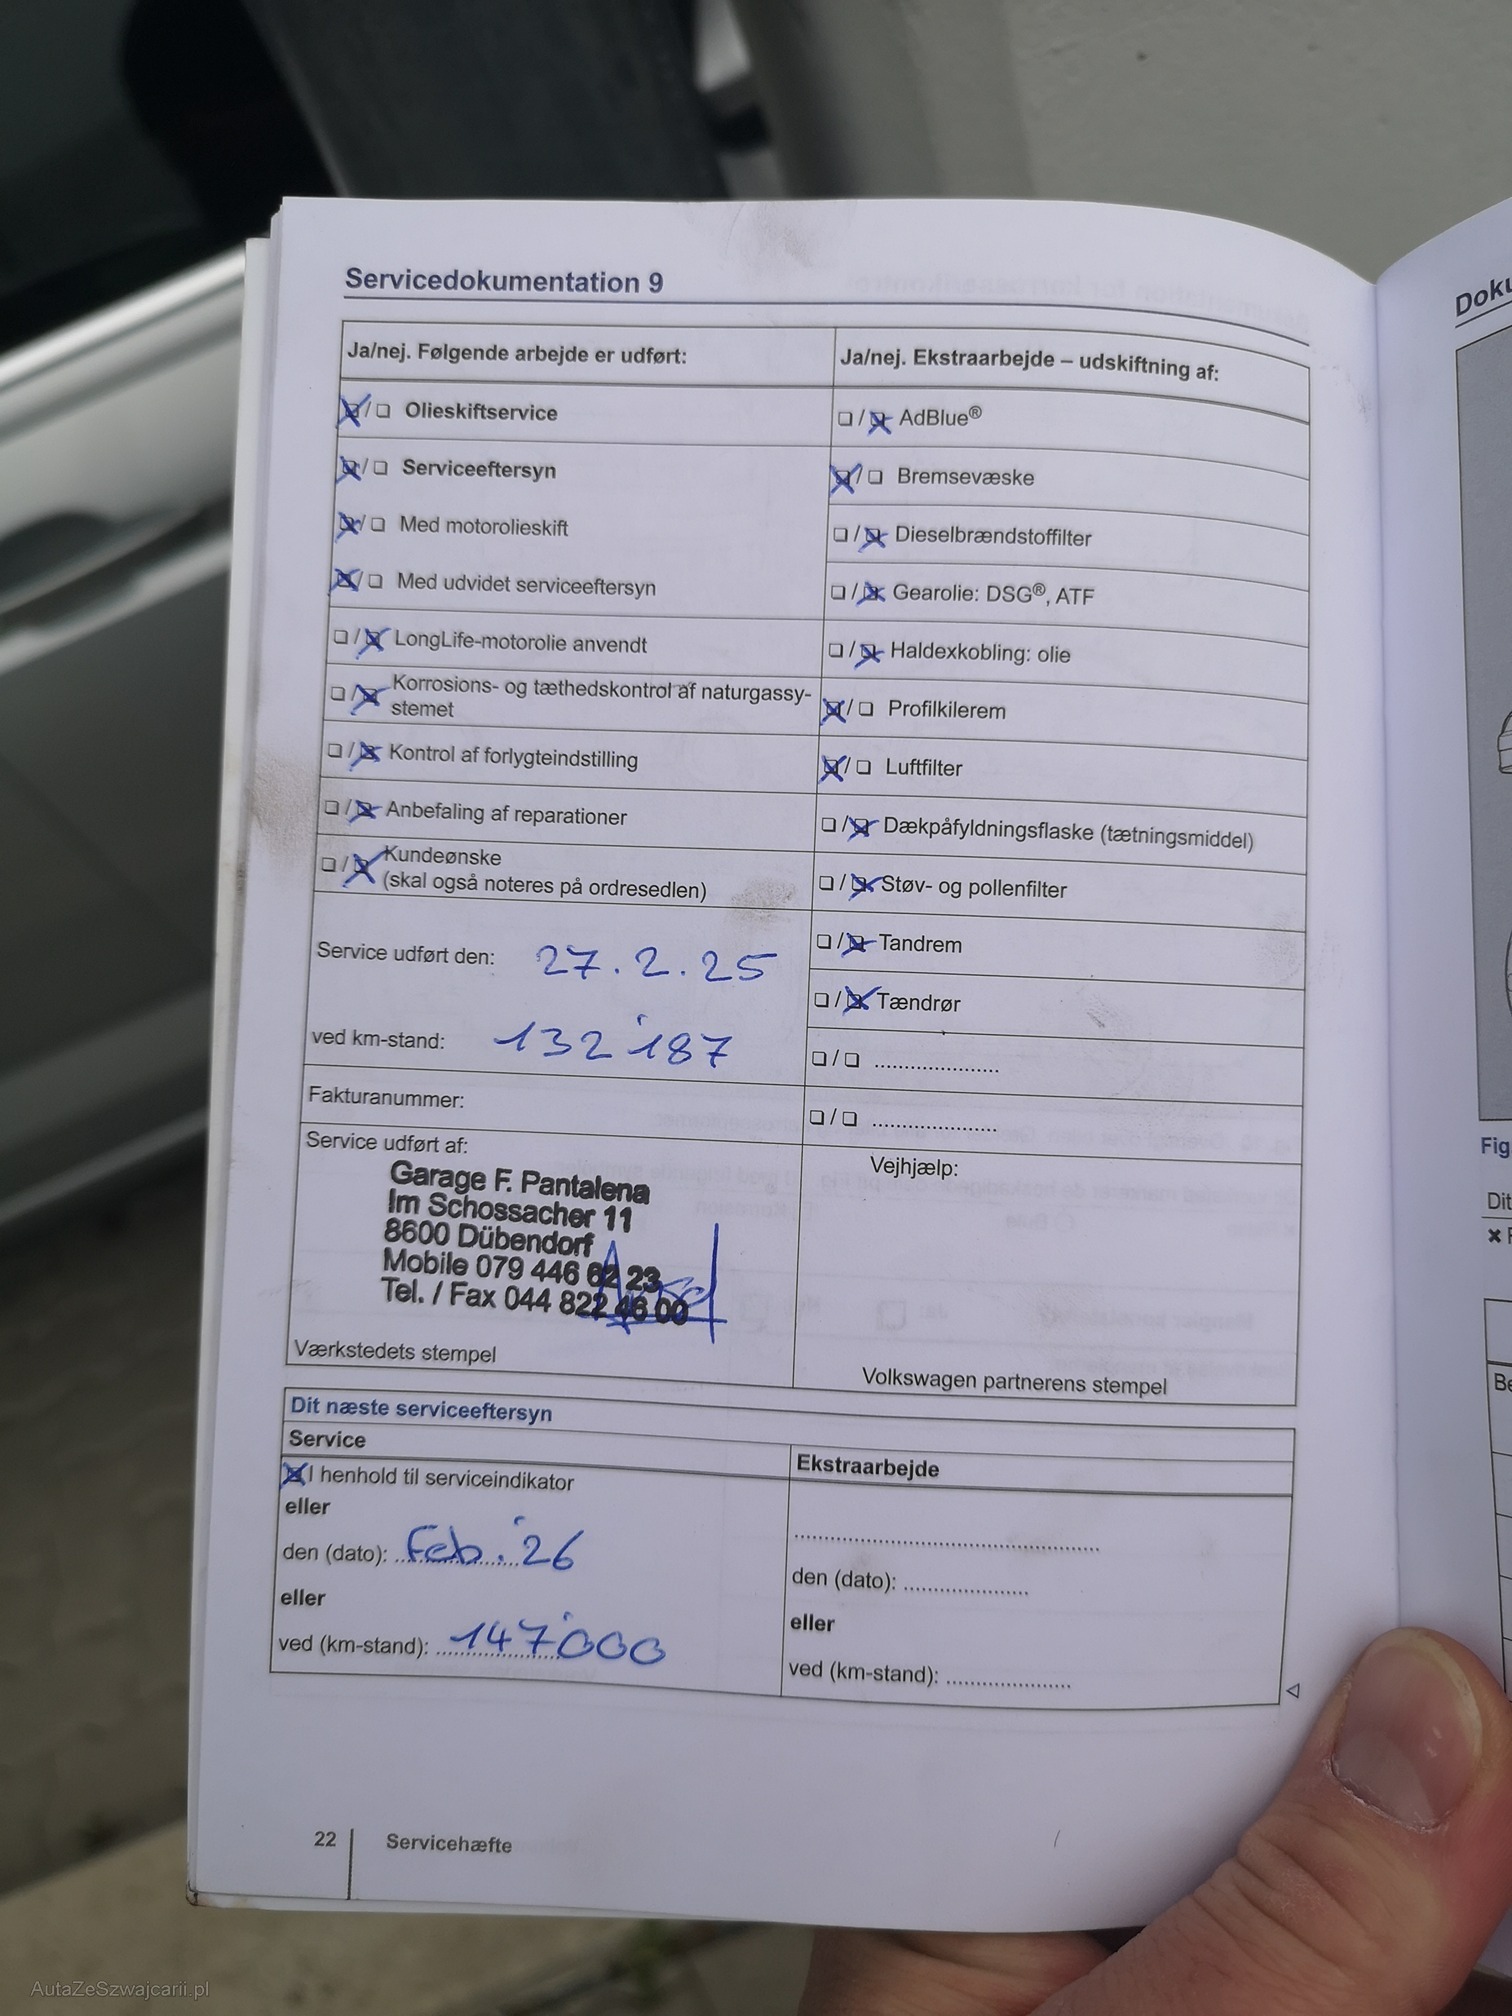 Servicedokumentation 9
Ja/nej. Følgende arbejde er udført:
☒/❏ Olieskiftservice
☒/❏ Serviceeftersyn
☒/❏ Med motorolieskift
☒/❏ Med udvidet serviceeftersyn
❏/☒ LongLife-motorolie anvendt
❏/☒ Korrosions- og tæthedskontrol af naturgassy-
stemet
❏/☒ Kontrol af forlygteindstilling
❏/☒ Anbefaling af reparationer
❏/☒ Kundeønske
(skal også noteres på ordresedlen)
Service udført den: 27.2.25
ved km-stand: 132'187
Fakturanummer:
Service udført af:
Garage F. Pantalena
Im Schossacher 11
8600 Dübendorf
Mobile 079 446 62 23
Tel. / Fax 044 822 46 00
Værkstedets stempel
Ja/nej. Ekstraarbejde – udskiftning af:
❏/☒ AdBlue®
☒/❏ Bremsevæske
❏/☒ Dieselbrændstoffilter
❏/☒ Gearolie: DSG®, ATF
❏/☒ Haldexkobling: olie
☒/❏ Profilkilerem
☒/❏ Luftfilter
❏/☒ Dækpåfyldningsflaske (tætningsmiddel)
❏/☒ Støv- og pollenfilter
❏/☒ Tandrem
❏/☒ Tændrør
❏/❏ .....................
❏/❏ .....................
Vejhjælp:
Volkswagen partnerens stempel
Dit næste serviceeftersyn
Service
☒ I henhold til serviceindikator
eller
den (dato): Feb. '26
eller
ved (km-stand): 147'000
Ekstraarbejde
...................................................
den (dato): .....................
eller
ved (km-stand): .....................
22 Servicehæfte
Fig
Dit
AutaZeSzwajcarii.pl